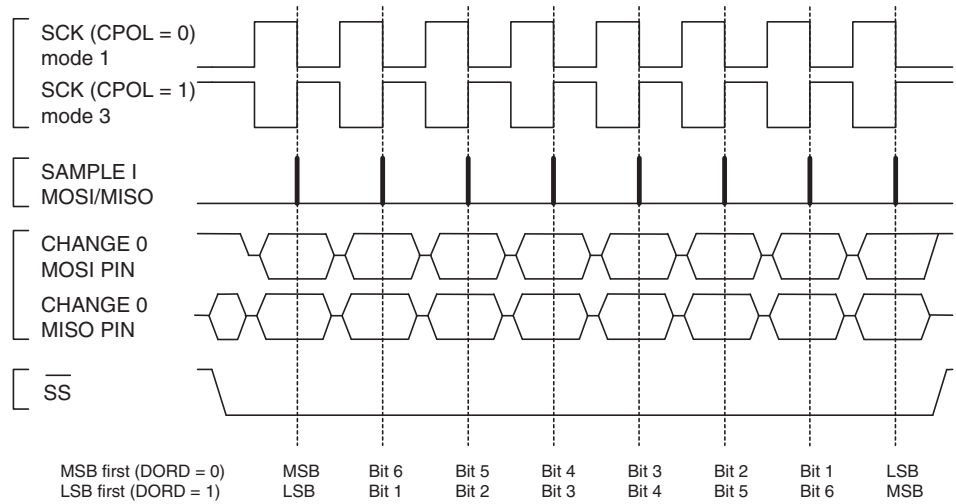 SCK (CPOL = 0)
mode 1
SCK (CPOL = 1)
mode 3
SAMPLE I
MOSI/MISO
CHANGE 0
MOSI PIN
CHANGE 0
MISO PIN
SS
MSB first (DORD = 0) MSB Bit 6 Bit 5 Bit 4 Bit 3 Bit 2 Bit 1 LSB
LSB first (DORD = 1) LSB Bit 1 Bit 2 Bit 3 Bit 4 Bit 5 Bit 6 MSB